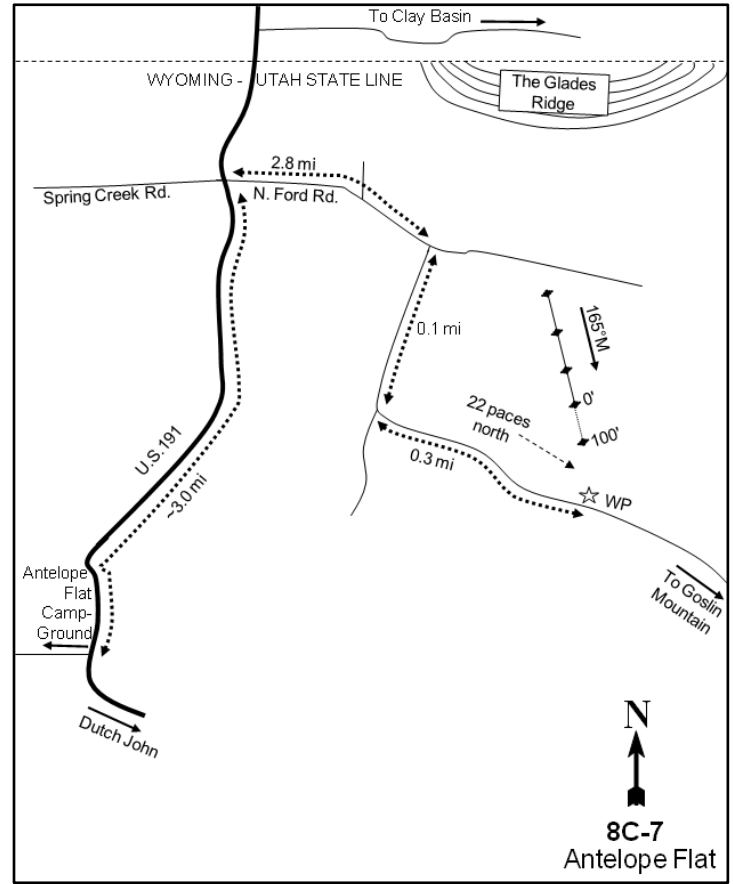 To Clay Basin
WYOMING - UTAH STATE LINE
The Glades
Ridge
2.8 mi
Spring Creek Rd.
N. Ford Rd.
0.1 mi
165°M
0'
100'
22 paces
north
U.S.191
~3.0 mi
0.3 mi
WP
Antelope
Flat
Camp-
Ground
To Goslin
Mountain
Dutch John
N
8C-7
Antelope Flat